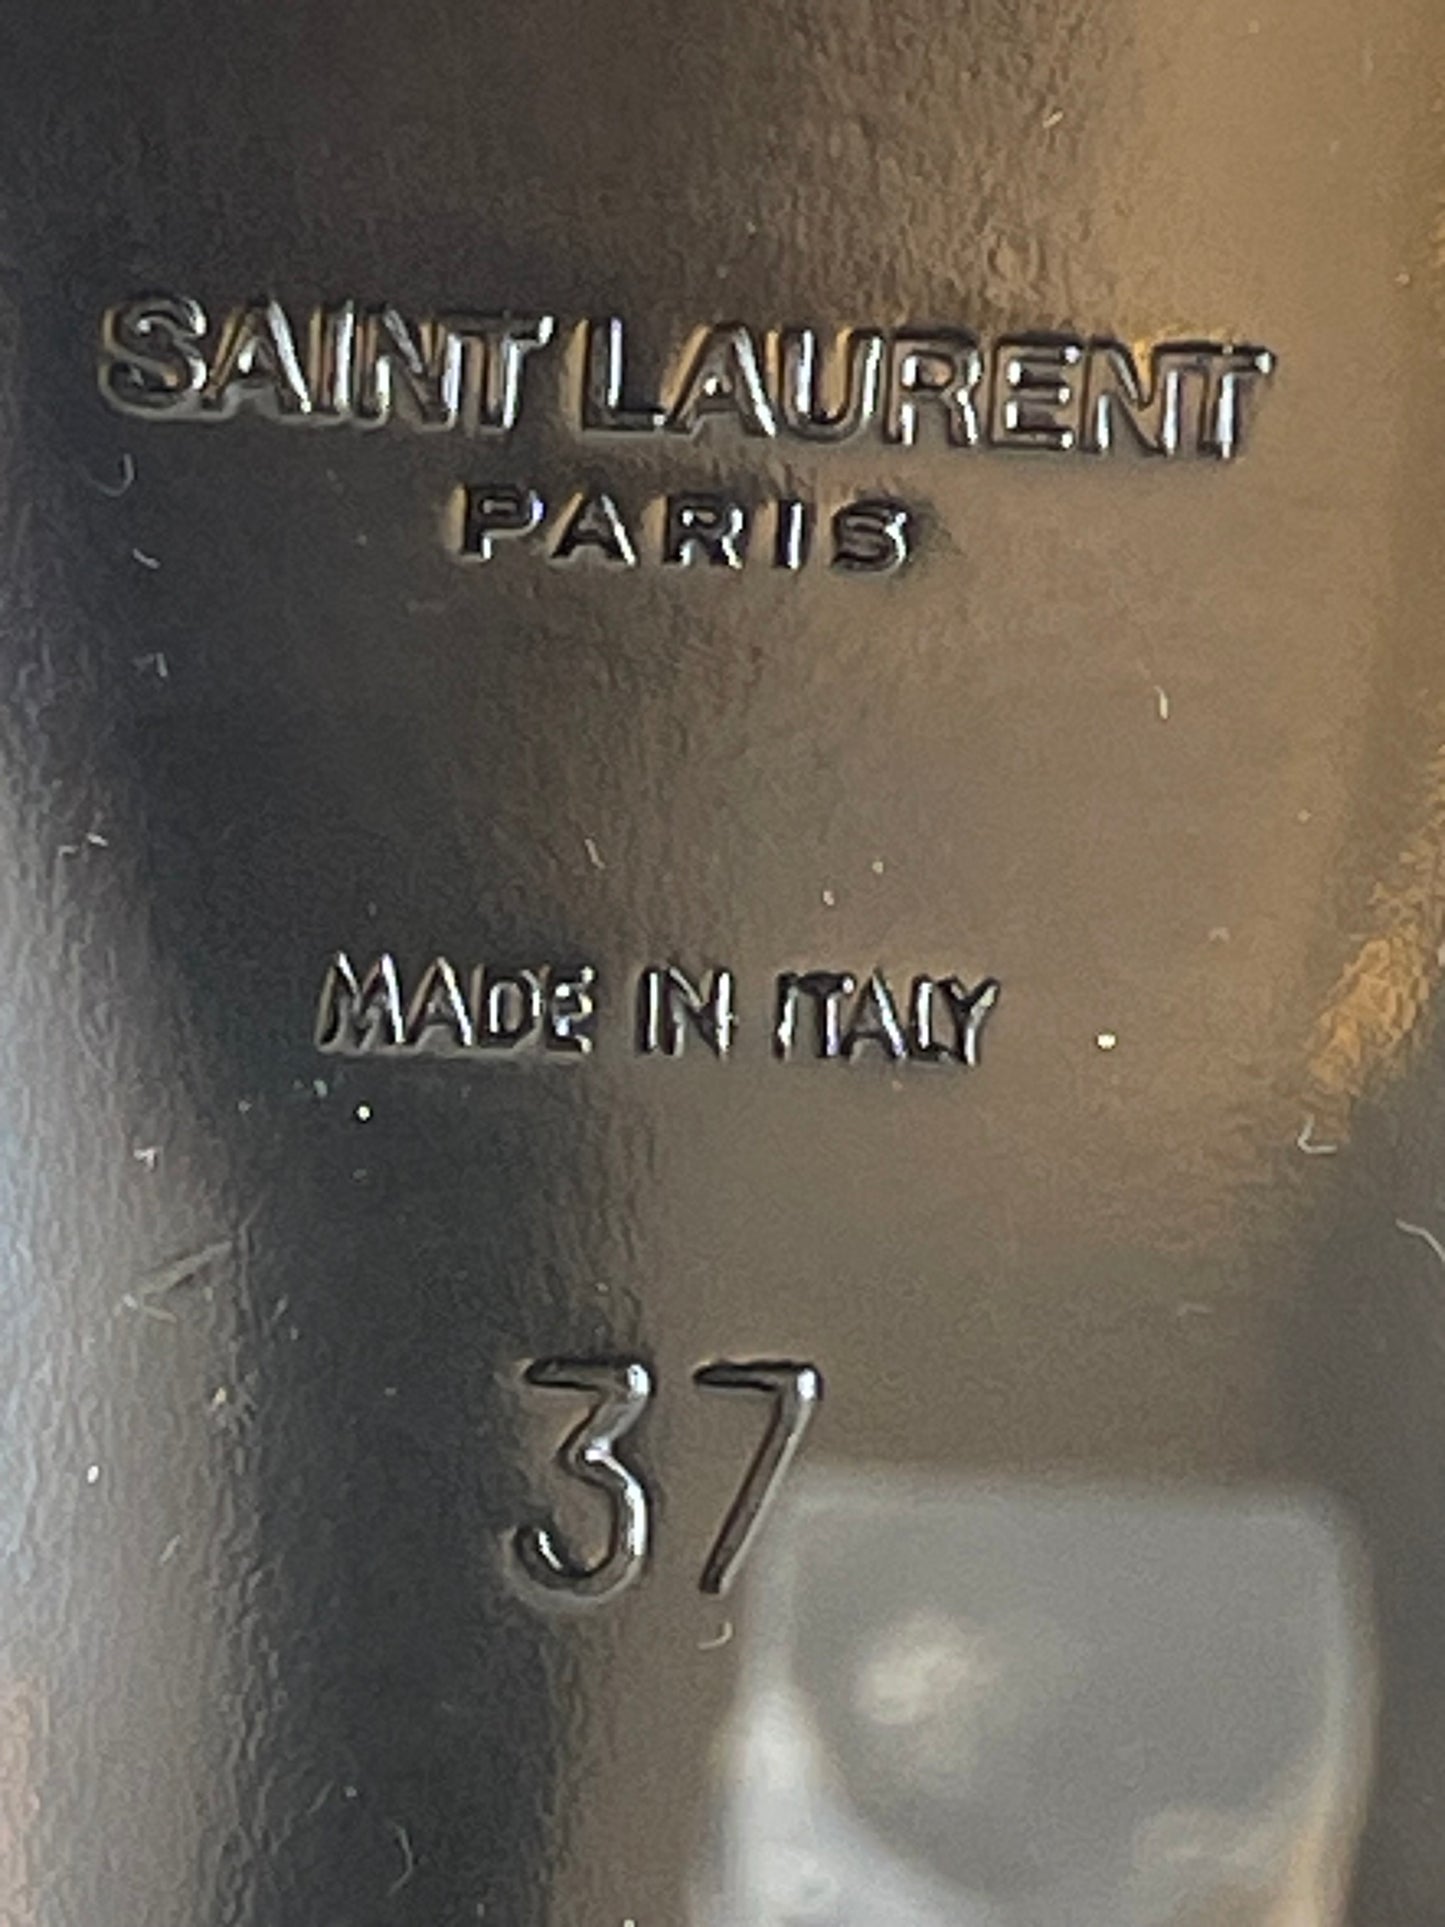 SAINT LAURENT
PARIS
MADE IN ITALY
37